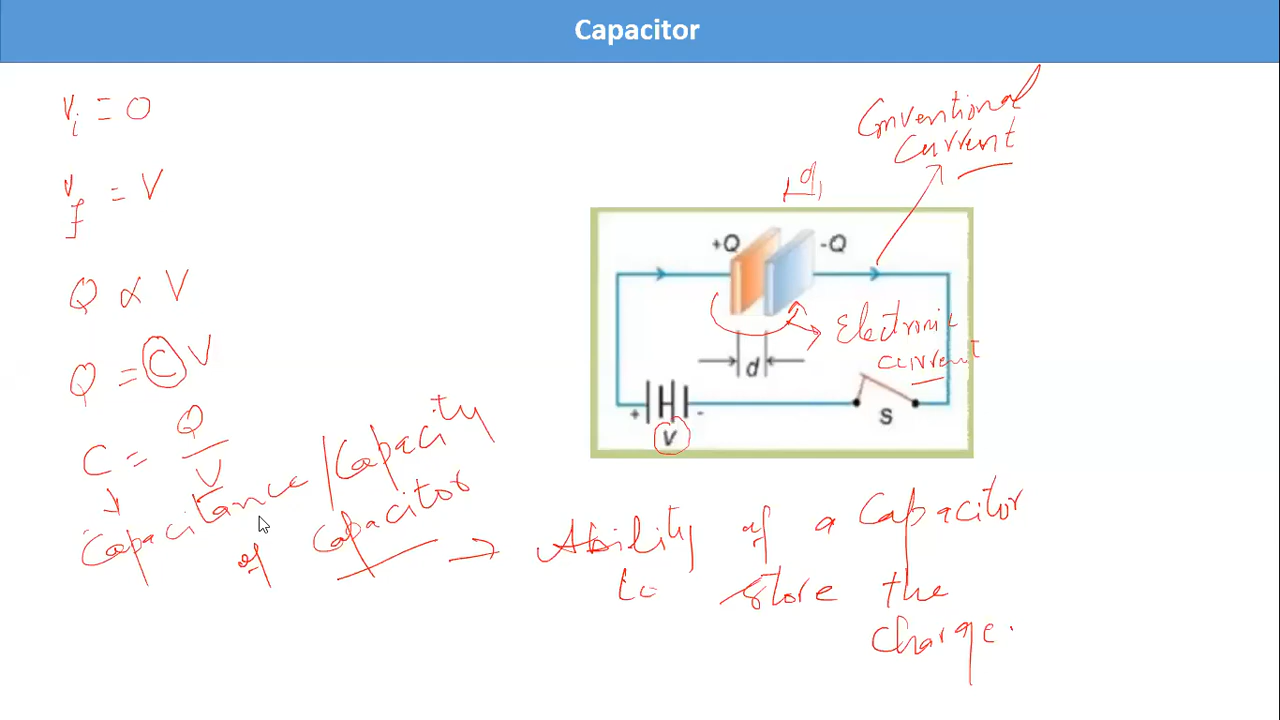 Capacitor
Vi = 0
Vf = V
Q ∝ V
Q = C V
C = Q / V
Capacitance / Capacity
of Capacitor → Ability of a Capacitor
to store the
charge.
Conventional
Current
d
+Q
-Q
Electronic
current
d
+
-
V
S